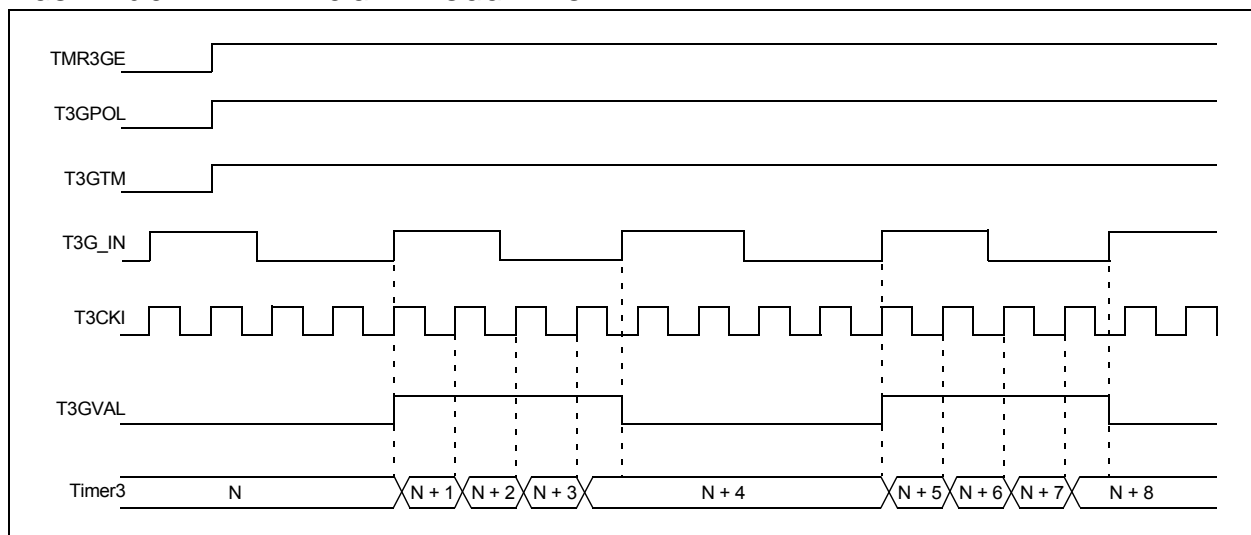 TMR3GE
T3GPOL
T3GTM
T3G_IN
T3CKI
T3GVAL
Timer3 N N + 1 N + 2 N + 3 N + 4 N + 5 N + 6 N + 7 N + 8